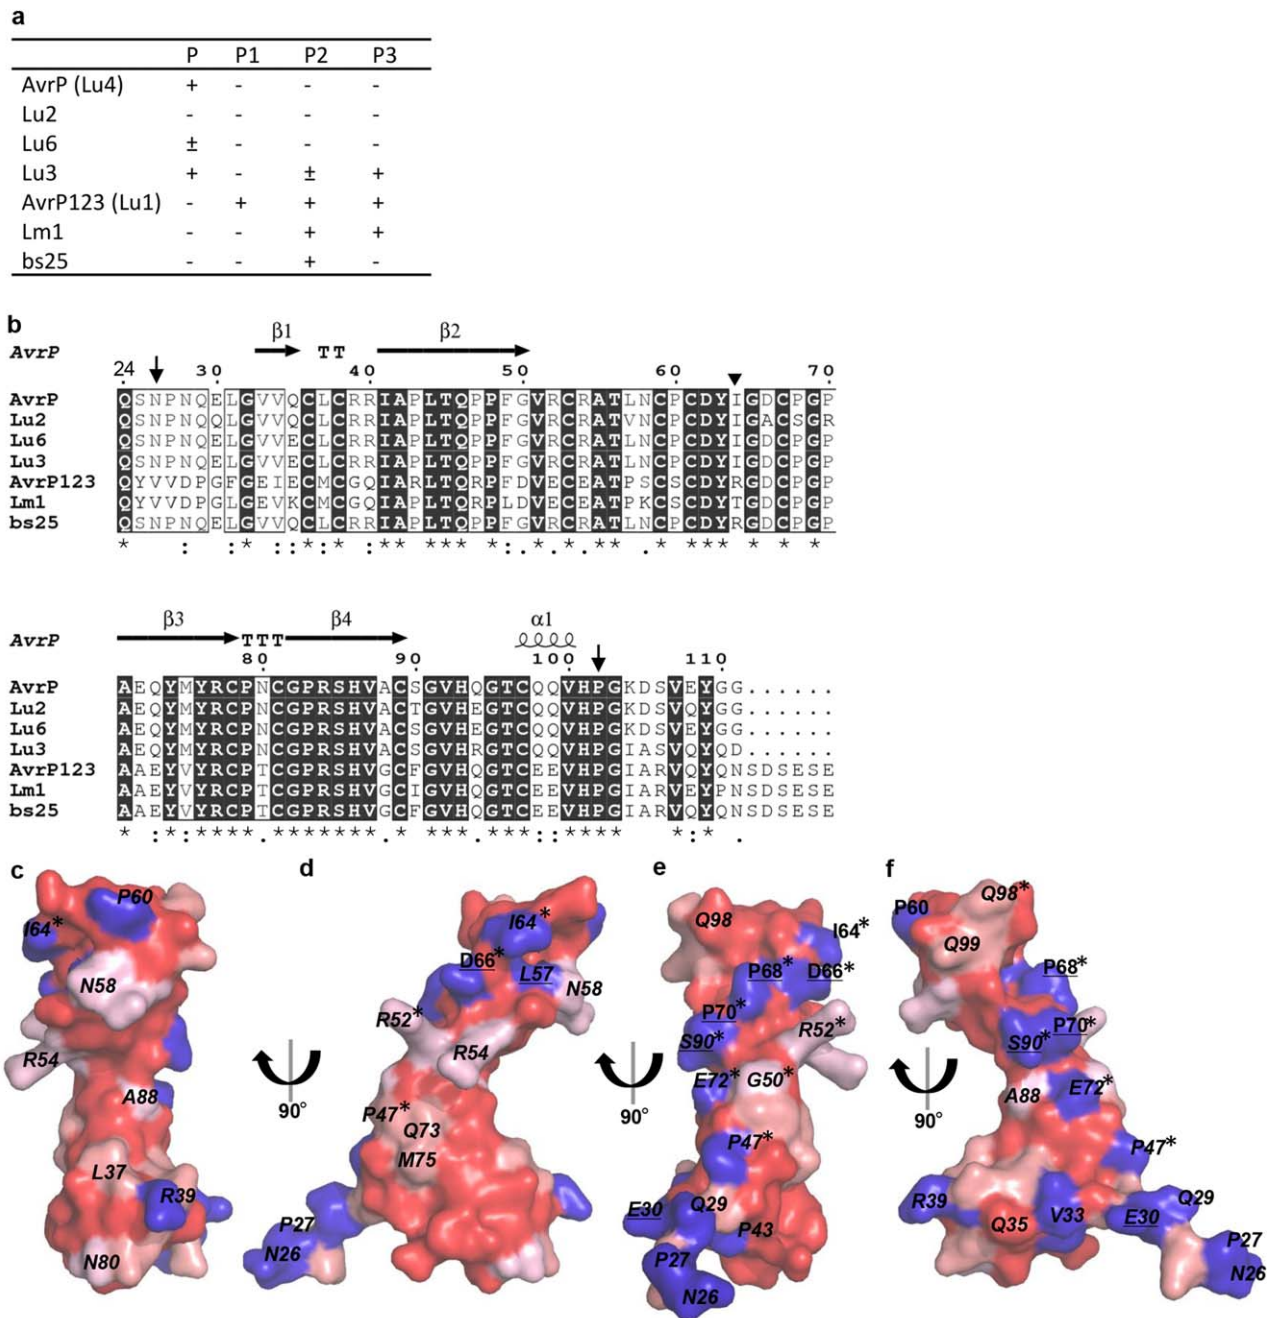 a
P P1 P2 P3
AvrP (Lu4) + - - -
Lu2 - - - -
Lu6 ± - - -
Lu3 + - ± +
AvrP123 (Lu1) - + + +
Lm1 - - + +
bs25 - - + -
b
β1 β2
AvrP TT
24 30 40 50 60 70
AvrP QSNPNQELGVVQCLCRRIAPLTQPPFGVRCRATLNCPCDYIGDCPGP
Lu2 QSNPNQQLGVVQCLCRRIAPLTQPPFGVRCRATVNCPCDYIGACSGR
Lu6 QSNPNQELGVVECLCRRIAPLTQPPFGVRCRATLNCPCDYIGDCPGP
Lu3 QSNPNQELGVVECLCRRIAPLTQPPFGVRCRATLNCPCDYIGDCPGP
AvrP123 QYVVDPGFGEIECMCGQIARLTQRPFDVECEATPSCSCDYRGDCPGP
Lm1 QYVVDPGLGEVKCMCGQIAPLTQRPLDVECEATPKCSCDYTGDCPGP
bs25 QSNPNQELGVVQCLCRRIAPLTQPPFGVRCRATLNCPCDYRGDCPGP
* : :* ::*:* :** *** *:.*.*.** .* *** * * *
β3 β4 α1
AvrP TTT
80 90 100 110
AvrP AEQYMYRCPNCGPRSHVACSGVHQGTCQQVHPGKDSVEYGG......
Lu2 AEQYMYRCPNCGPRSHVACTGVHEGTCQQVHPGKDSVQYGG......
Lu6 AEQYMYRCPNCGPRSHVACSGVHEGTCQQVHPGKDSVEYGG......
Lu3 AEQYMYRCPNCGPRSHVACSGVHRGTCQQVHPGIASVQYQD......
AvrP123 AAEYVYRCPTCGPRSHVGCFGVHQGTCEEVHPGIARVQYQNSDSESE
Lm1 AAEYVYRCPTCGPRSHVGCIGVHQGTCEEVHPGIARVEYPNSDSESE
bs25 AAEYVYRCPTCGPRSHVGCFGVHQGTCEEVHPGIARVQYQNSDSESE
* :*:****.*******.* ***.***::**** *:* .
c d e f
P60
I64*
N58
R54
A88
L37
R39
N80
90°
I64*
D66*
L57
N58
R52*
R54
P47*
Q73
M75
P27
N26
90°
Q98
I64*
P68*
D66*
P70*
R52*
S90*
E72*
G50*
P47*
E30
Q29
P43
P27
N26
90°
Q98*
P60
Q99
P68*
P70*
S90*
A88
E72*
P47*
R39
Q35
V33
E30
Q29
P27
N26